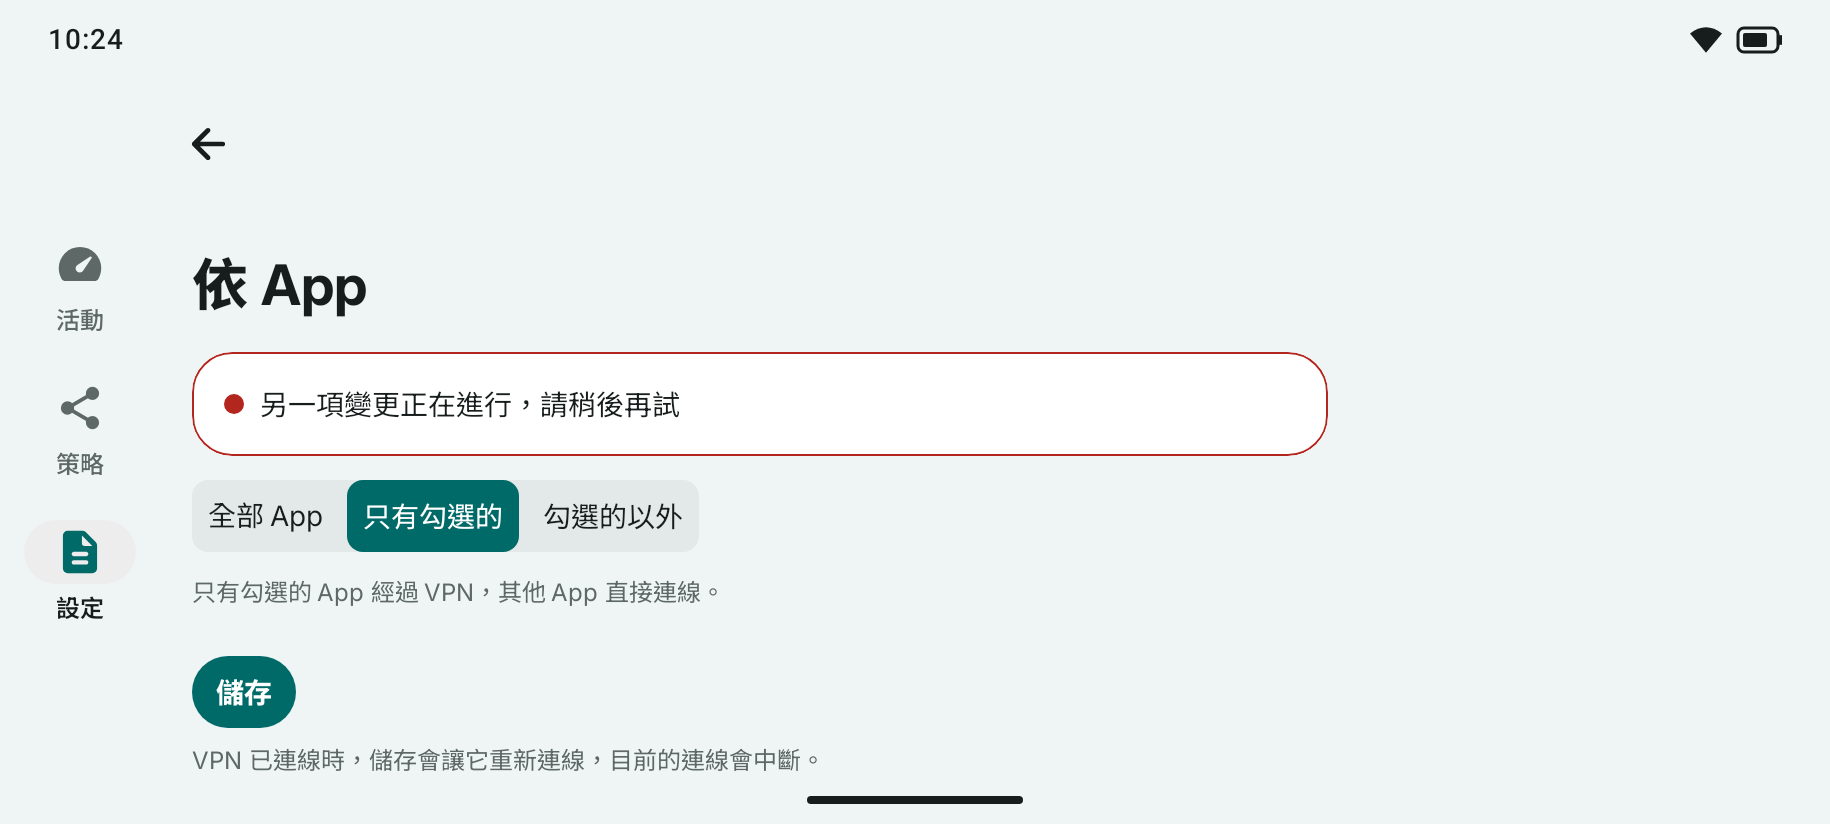 10:24
依 App
另一項變更正在進行，請稍後再試
全部 App
只有勾選的
勾選的以外
只有勾選的 App 經過 VPN，其他 App 直接連線。
儲存
VPN 已連線時，儲存會讓它重新連線，目前的連線會中斷。
活動
策略
設定